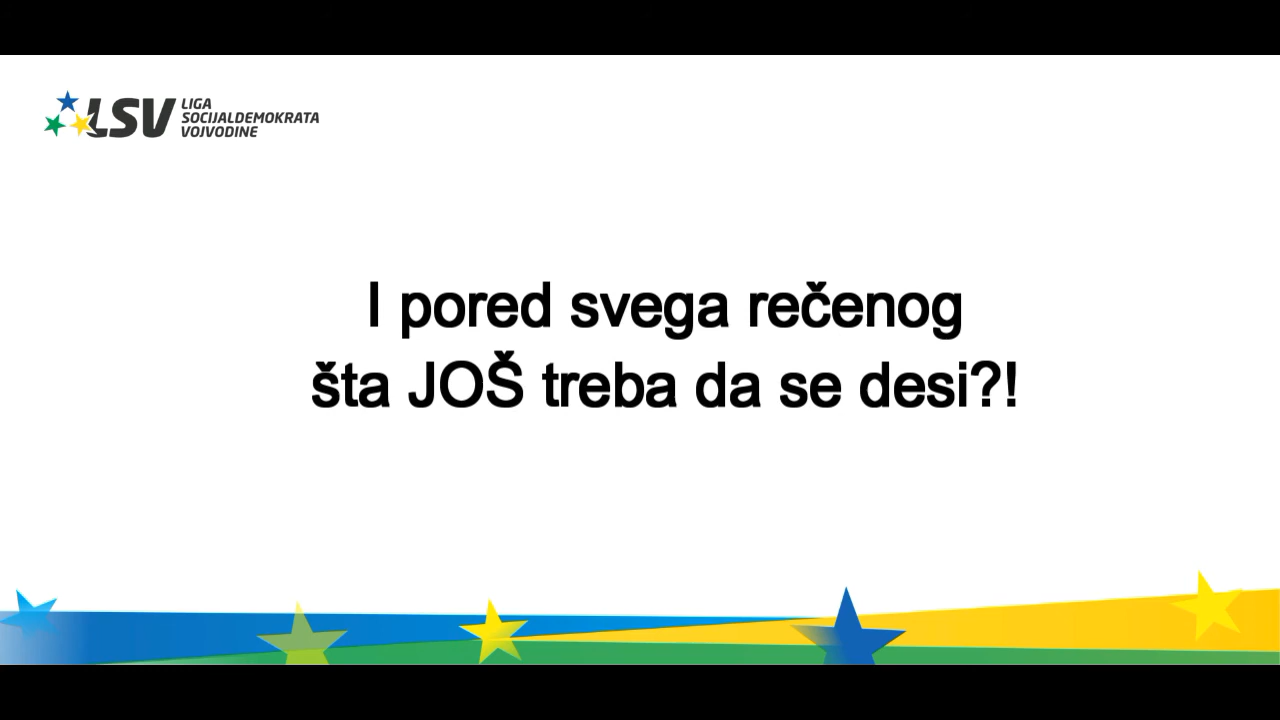 LSV
LIGA
SOCIJALDEMOKRATA
VOJVODINE
I pored svega rečenog
šta JOŠ treba da se desi?!